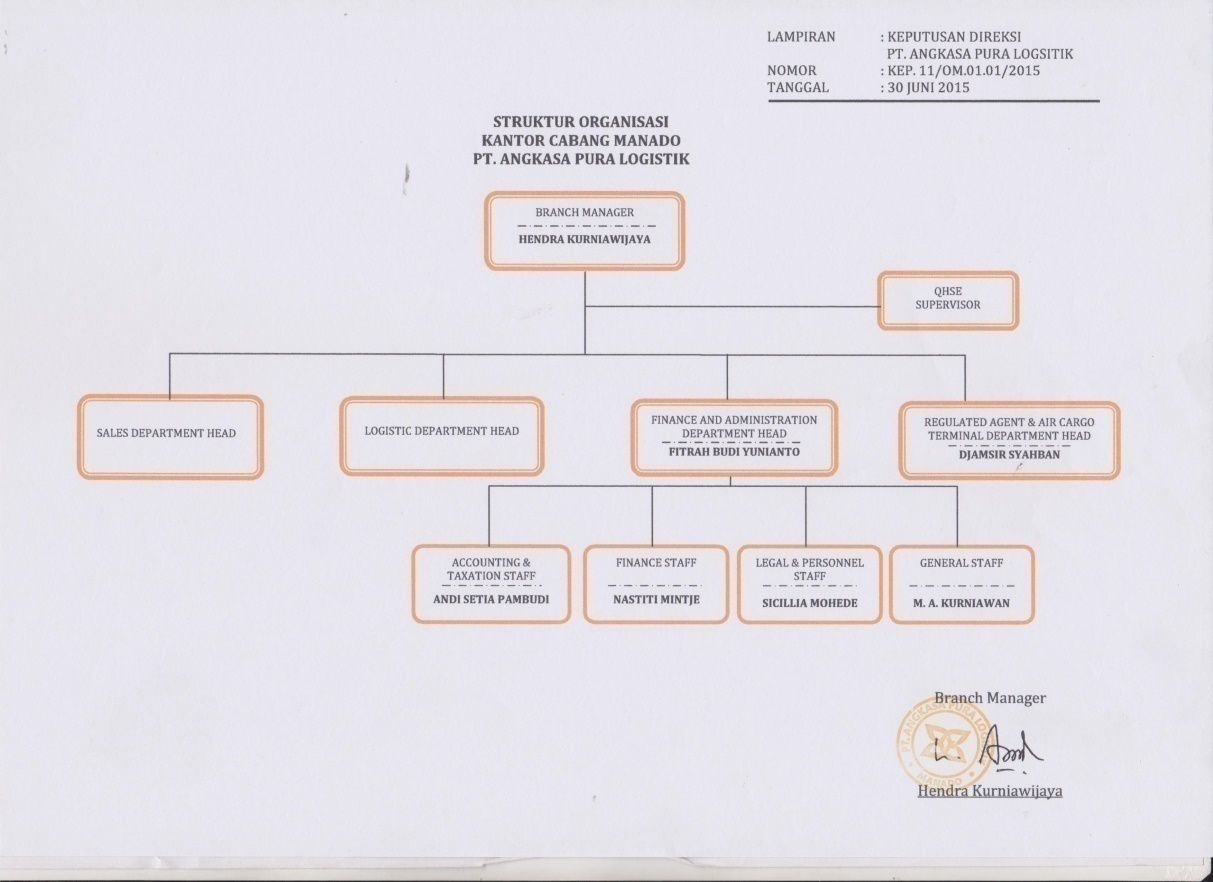 LAMPIRAN : KEPUTUSAN DIREKSI
PT. ANGKASA PURA LOGSITIK
NOMOR : KEP. 11/OM.01.01/2015
TANGGAL : 30 JUNI 2015
STRUKTUR ORGANISASI
KANTOR CABANG MANADO
PT. ANGKASA PURA LOGISTIK
BRANCH MANAGER
HENDRA KURNIAWIJAYA
QHSE
SUPERVISOR
SALES DEPARTMENT HEAD
LOGISTIC DEPARTMENT HEAD
FINANCE AND ADMINISTRATION
DEPARTMENT HEAD
FITRAH BUDI YUNIANTO
REGULATED AGENT & AIR CARGO
TERMINAL DEPARTMENT HEAD
DJAMSIR SYAHBAN
ACCOUNTING &
TAXATION STAFF
ANDI SETIA PAMBUDI
FINANCE STAFF
NASTITI MINTJE
LEGAL & PERSONNEL
STAFF
SICILLIA MOHEDE
GENERAL STAFF
M. A. KURNIAWAN
Branch Manager
PT. ANGKASA PURA
MANADO
Hendra Kurniawijaya